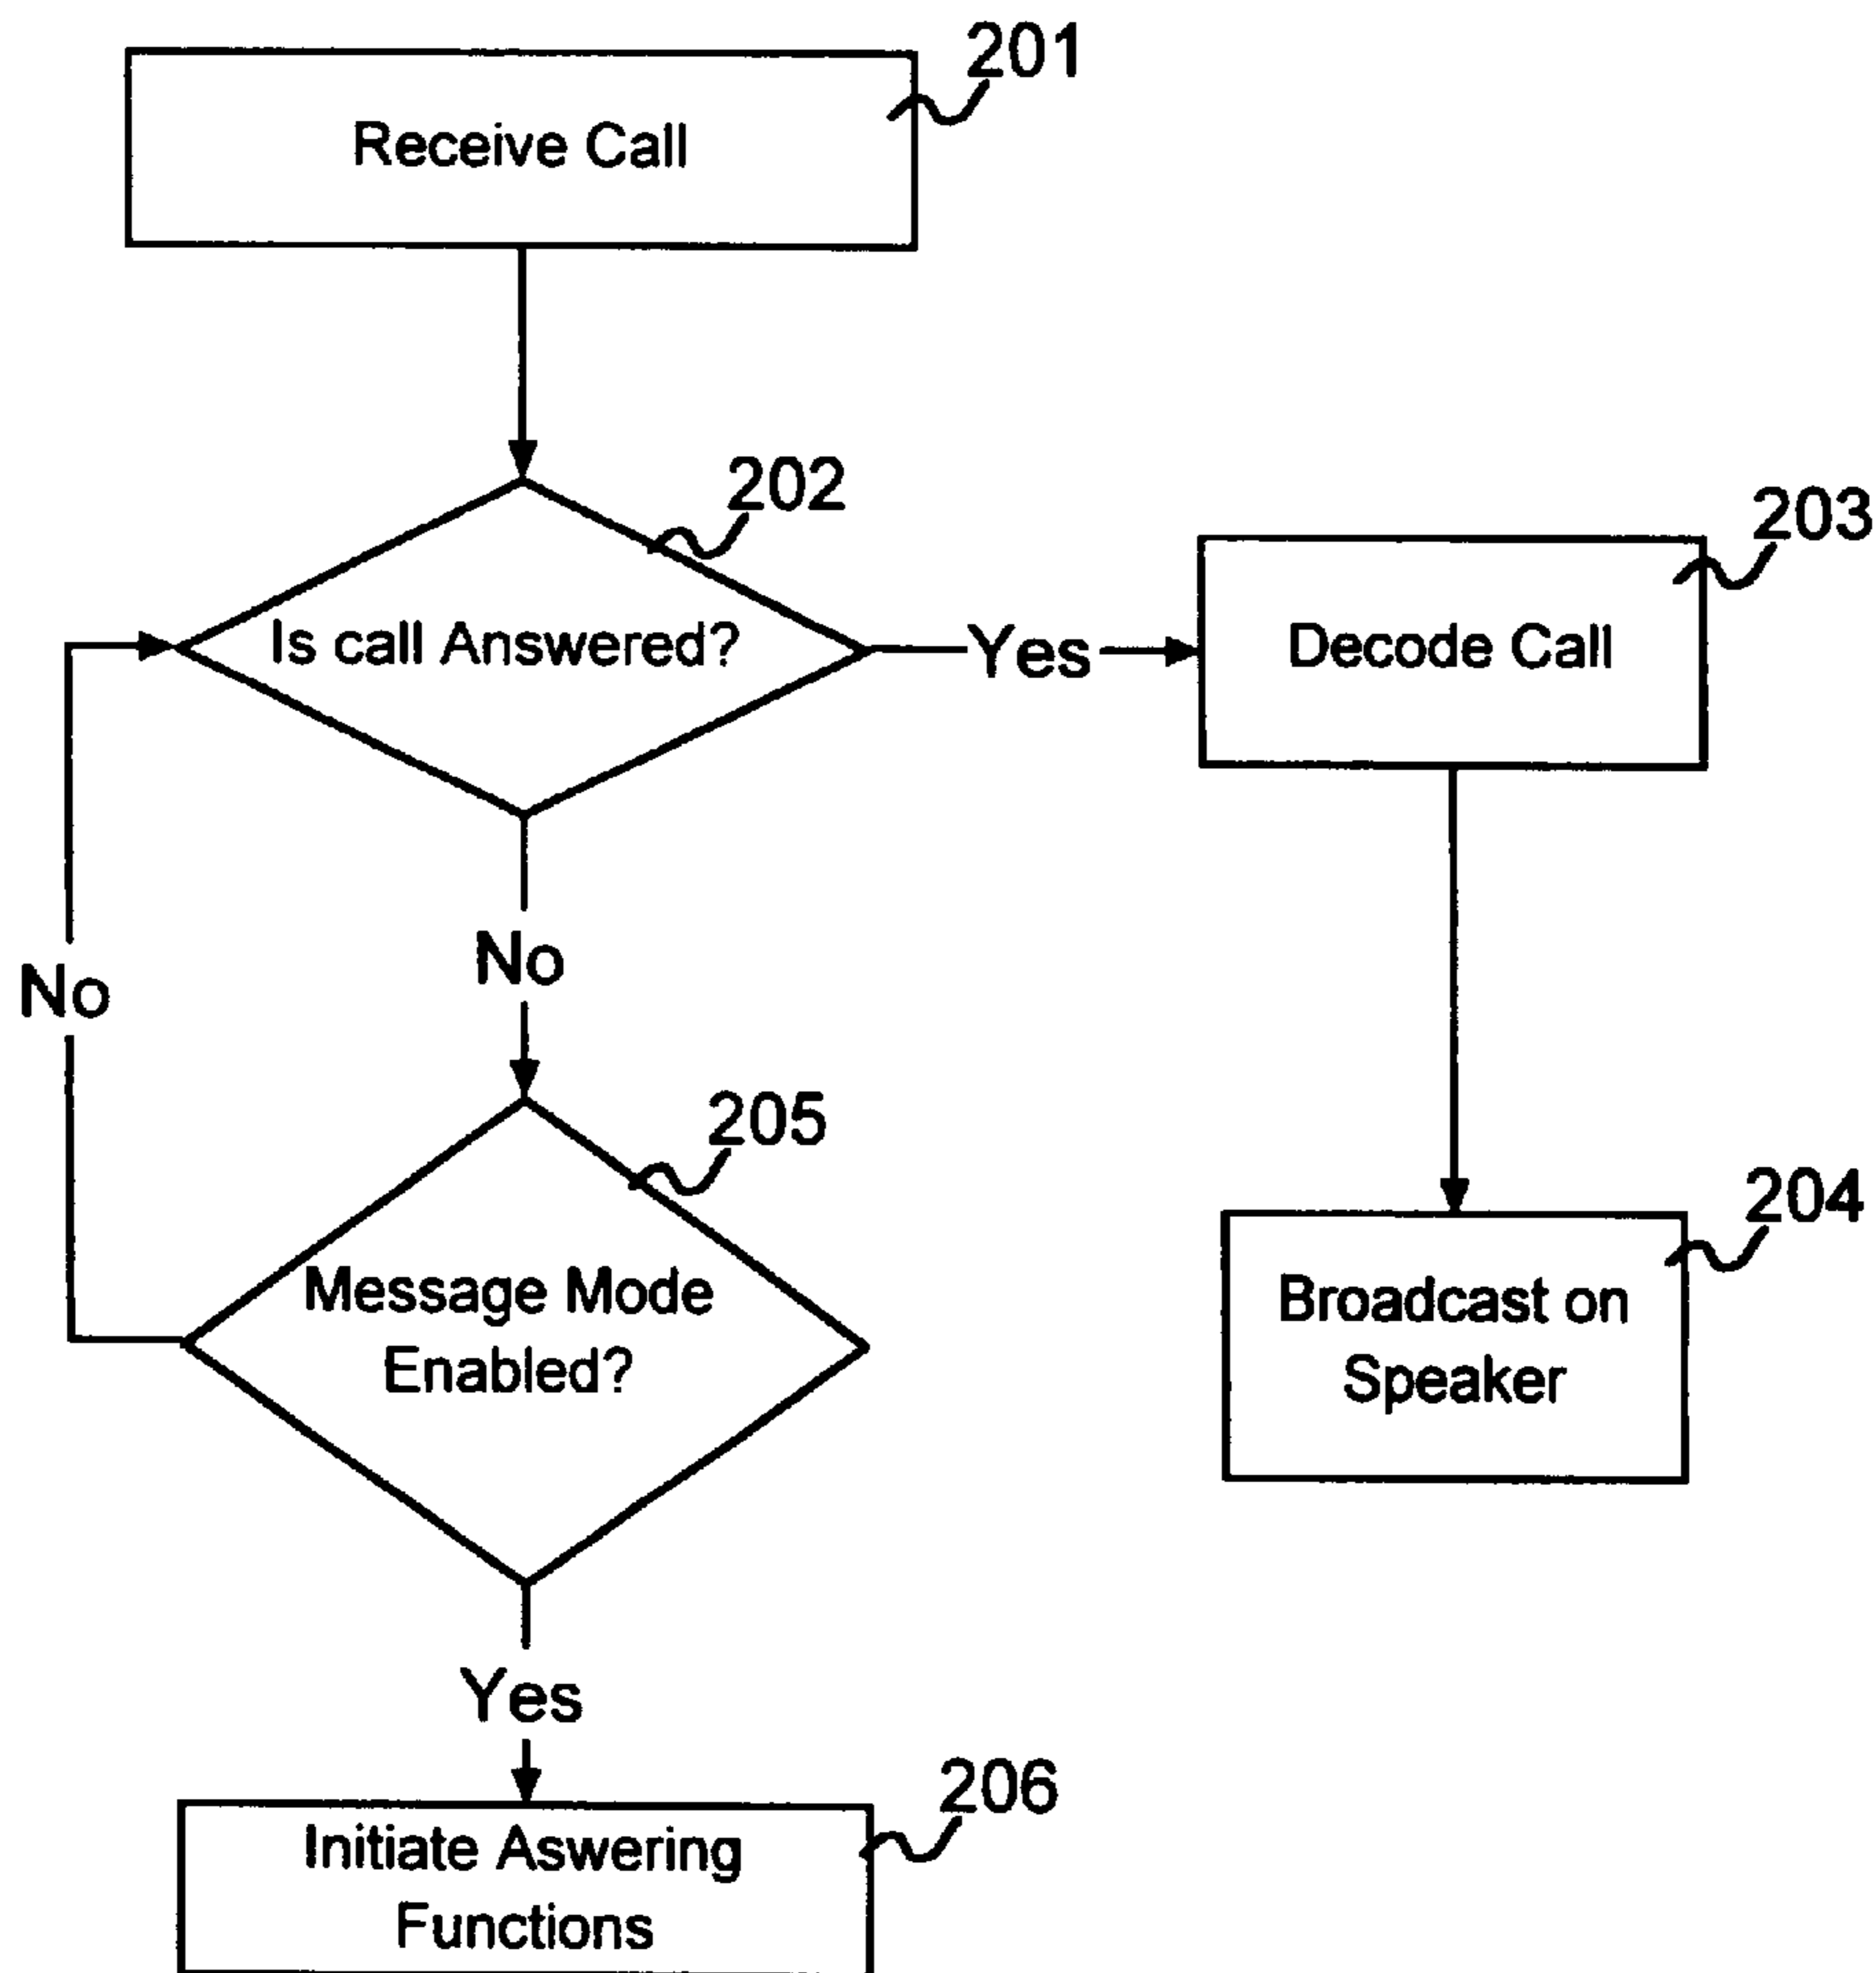 201
Receive Call
202
Is call Answered?
Yes
203
Decode Call
No
No
205
Message Mode
Enabled?
204
Broadcast on
Speaker
Yes
206
Initiate Aswering
Functions